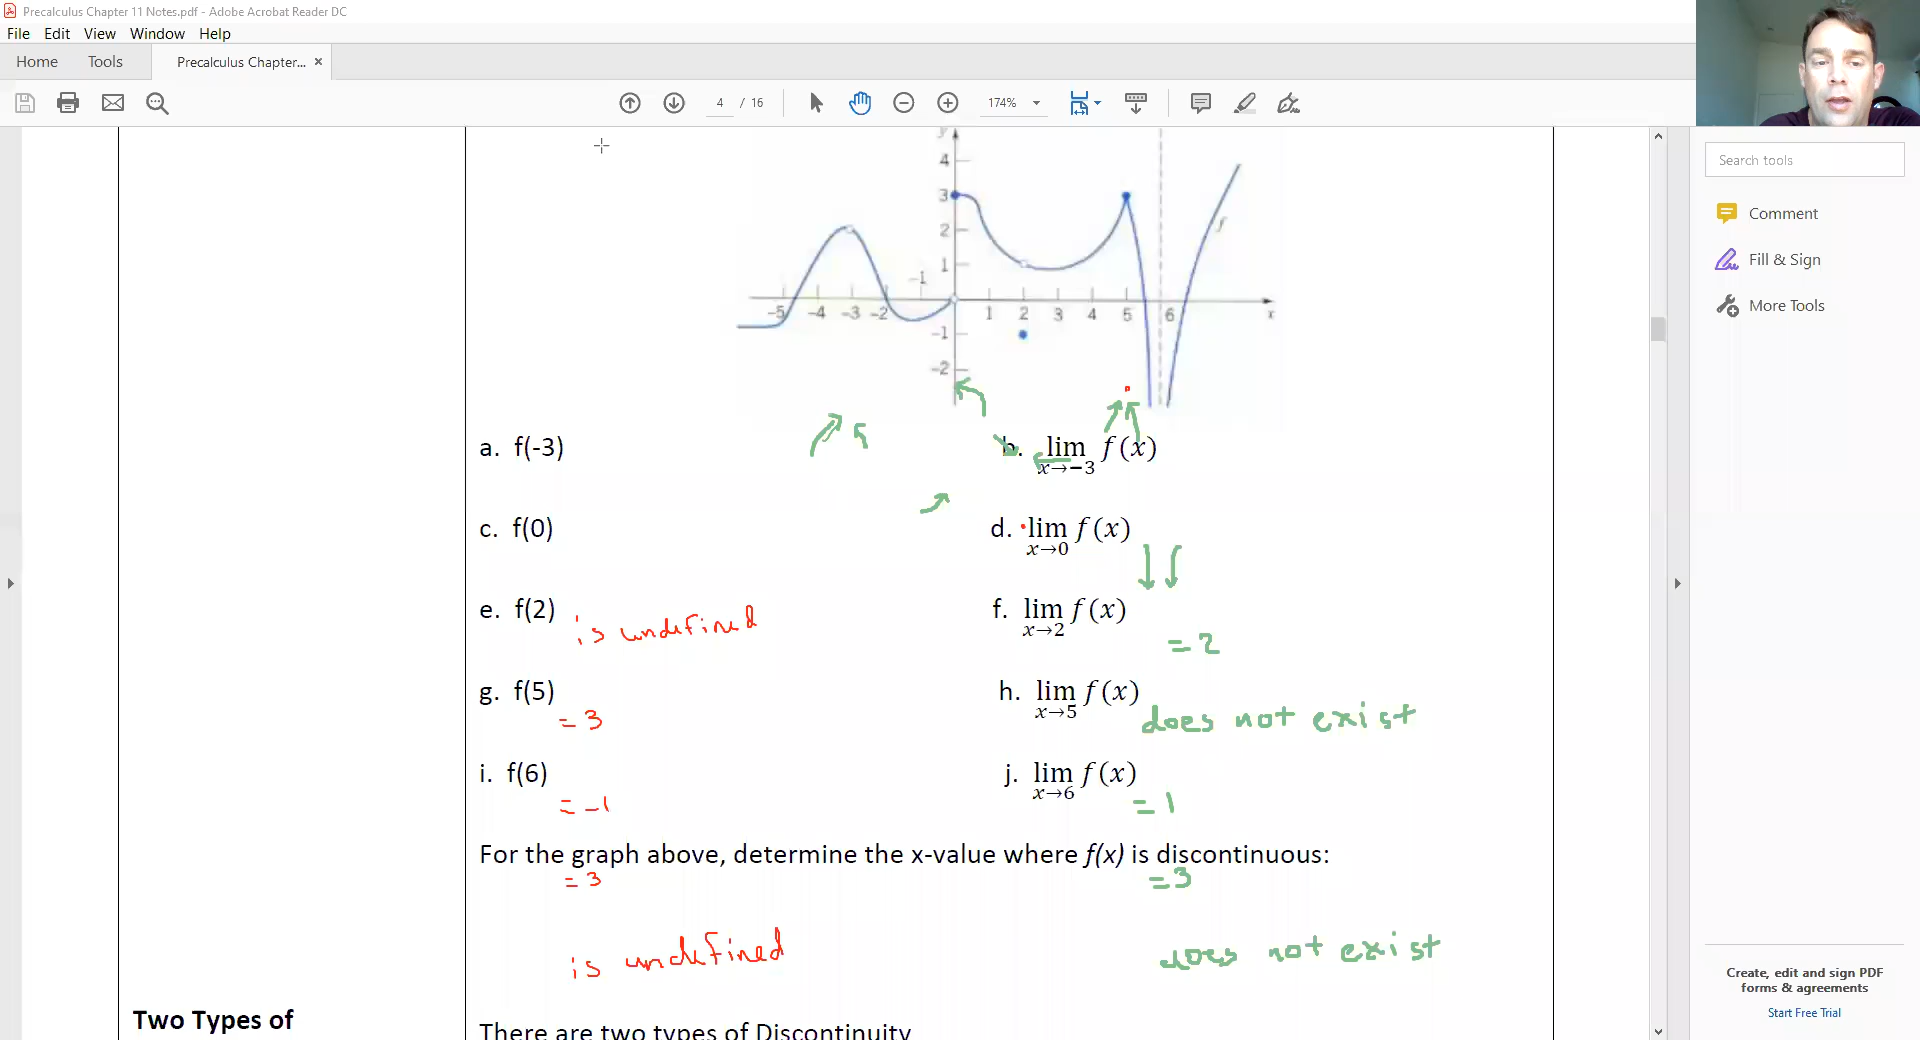 Precalculus Chapter 11 Notes.pdf - Adobe Acrobat Reader DC
File Edit View Window Help
Home Tools Precalculus Chapter... ×
4 / 16 174%
Search tools
Comment
Fill & Sign
More Tools
y
4
3
2
1
-1
-5 -4 -3 -2 1 2 3 4 5 6 x
-1
-2
f
a. f(-3) b. lim f(x)
x→-3
c. f(0) d. lim f(x)
x→0
e. f(2) is undefined f. lim f(x)
x→2
= 2
g. f(5) h. lim f(x)
x→5
= 3 does not exist
i. f(6) j. lim f(x)
x→6
= -1 = 1
For the graph above, determine the x-value where f(x) is discontinuous:
= 3 = 3
is undefined does not exist
Two Types of
There are two types of Discontinuity
Create, edit and sign PDF
forms & agreements
Start Free Trial